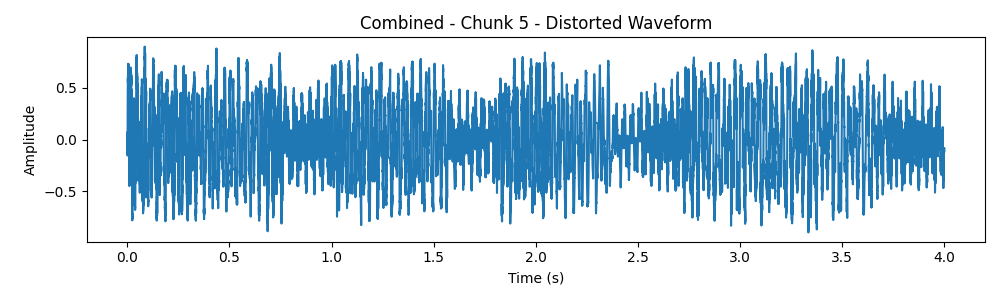 Combined - Chunk 5 - Distorted Waveform
Amplitude
0.5
0.0
−0.5
0.0 0.5 1.0 1.5 2.0 2.5 3.0 3.5 4.0
Time (s)